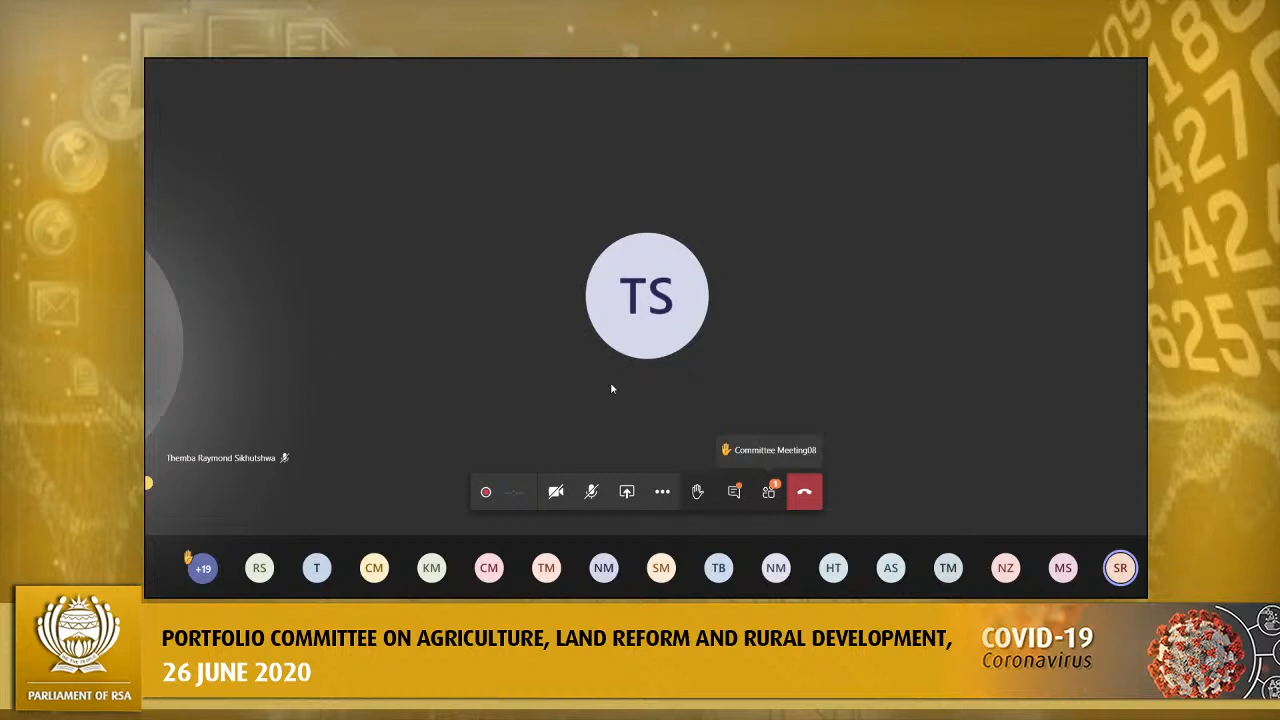 TS
Themba Raymond Sikhutshwa
Committee Meeting08
--:--
1
+19
RS
T
CM
KM
CM
TM
NM
SM
TB
NM
HT
AS
TM
NZ
MS
SR
PORTFOLIO COMMITTEE ON AGRICULTURE, LAND REFORM AND RURAL DEVELOPMENT,
26 JUNE 2020
COVID-19
Coronavirus
PARLIAMENT OF RSA